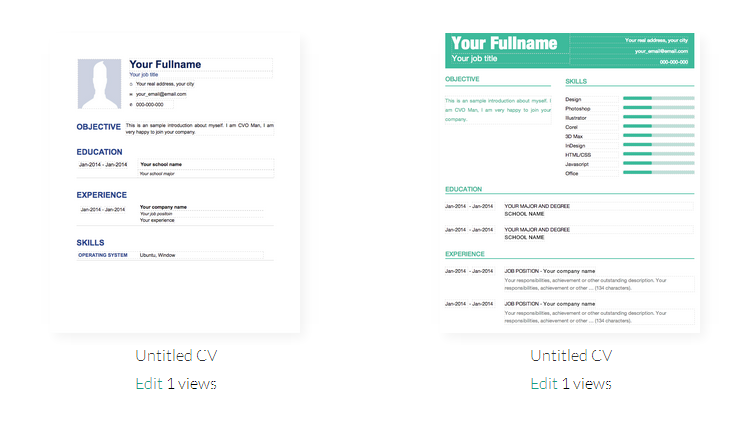 Your Fullname
Your job title
Your real address, your city
your_email@email.com
000-000-000
OBJECTIVE
This is an sample introduction about myself. I am CVO Man, I am
very happy to join your company.
EDUCATION
Jan-2014 - Jan-2014
Your school name
Your school major
EXPERIENCE
Jan-2014 - Jan-2014
Your company name
Your job positoin
Your experience
SKILLS
OPERATING SYSTEM
Ubuntu, Window
Untitled CV
Edit 1 views
Your Fullname
Your job title
Your real address, your city
your_email@email.com
000-000-000
OBJECTIVE
This is an sample introduction about myself. I
am CVO Man, I am very happy to join your
company.
SKILLS
Design
Photoshop
Illustrator
Corel
3D Max
InDesign
HTML/CSS
Javascript
Office
EDUCATION
Jan-2014 - Jan-2014
YOUR MAJOR AND DEGREE
SCHOOL NAME
Jan-2014 - Jan-2014
YOUR MAJOR AND DEGREE
SCHOOL NAME
EXPERIENCE
Jan-2014 - Jan-2014
JOB POSITION - Your company name
Your responsibilities, achievement or other outstanding description. Your
responsibilities, achievement or other ... (134 characters).
Jan-2014 - Jan-2014
JOB POSITION - Your company name
Your responsibilities, achievement or other outstanding description. Your
responsibilities, achievement or other ... (134 characters).
Untitled CV
Edit 1 views